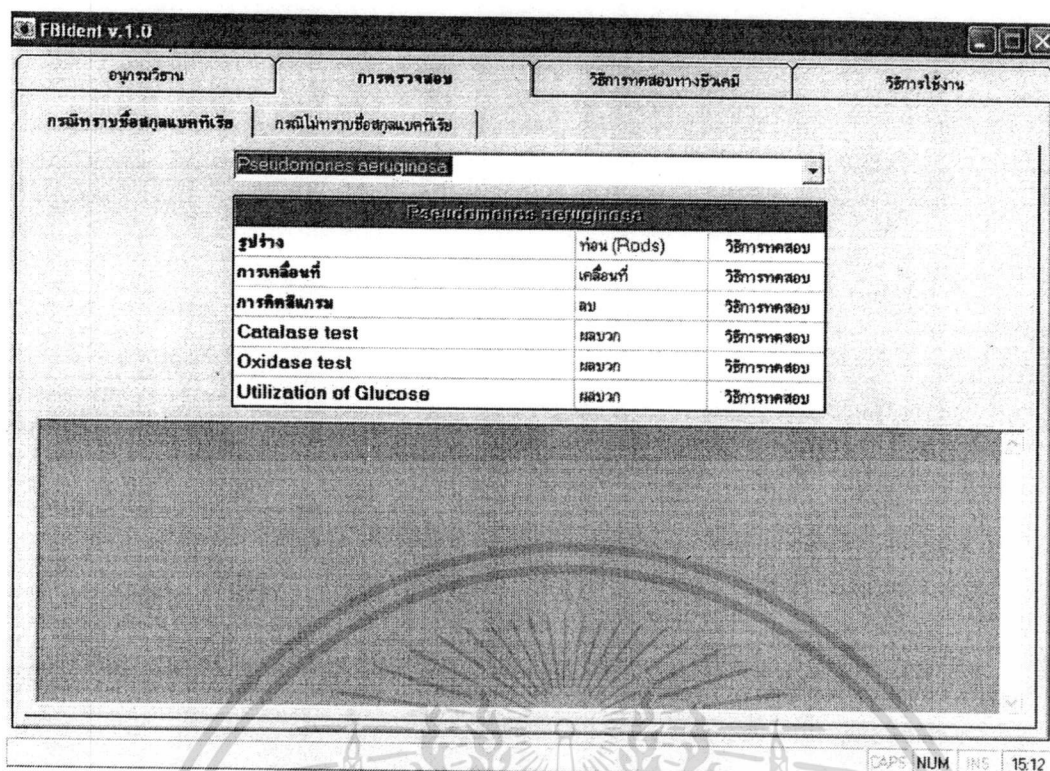 FBIdent v.1.0
อนุกรมวิธาน การตรวจสอบ วิธีการทดสอบทางชีวเคมี วิธีการใช้งาน
กรณีทราบชื่อสกุลแบคทีเรีย กรณีไม่ทราบชื่อสกุลแบคทีเรีย
Pseudomonas aeruginosa
Pseudomonas aeruginosa
รูปร่าง ท่อน (Rods) วิธีการทดสอบ
การเคลื่อนที่ เคลื่อนที่ วิธีการทดสอบ
การติดสีแกรม ลบ วิธีการทดสอบ
Catalase test ผลบวก วิธีการทดสอบ
Oxidase test ผลบวก วิธีการทดสอบ
Utilization of Glucose ผลบวก วิธีการทดสอบ
CAPS NUM INS 15:12